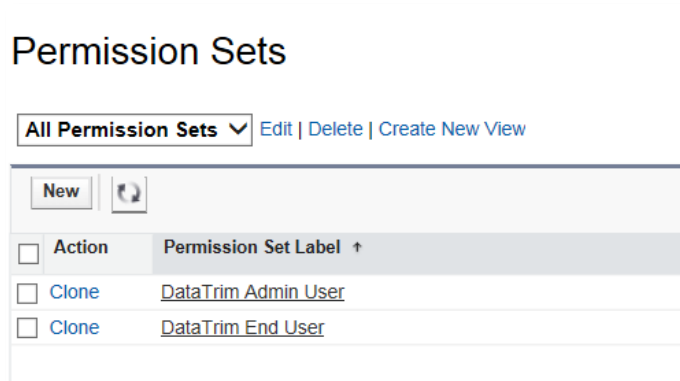 Permission Sets
All Permission Sets Edit | Delete | Create New View
New
Action Permission Set Label ↑
Clone DataTrim Admin User
Clone DataTrim End User